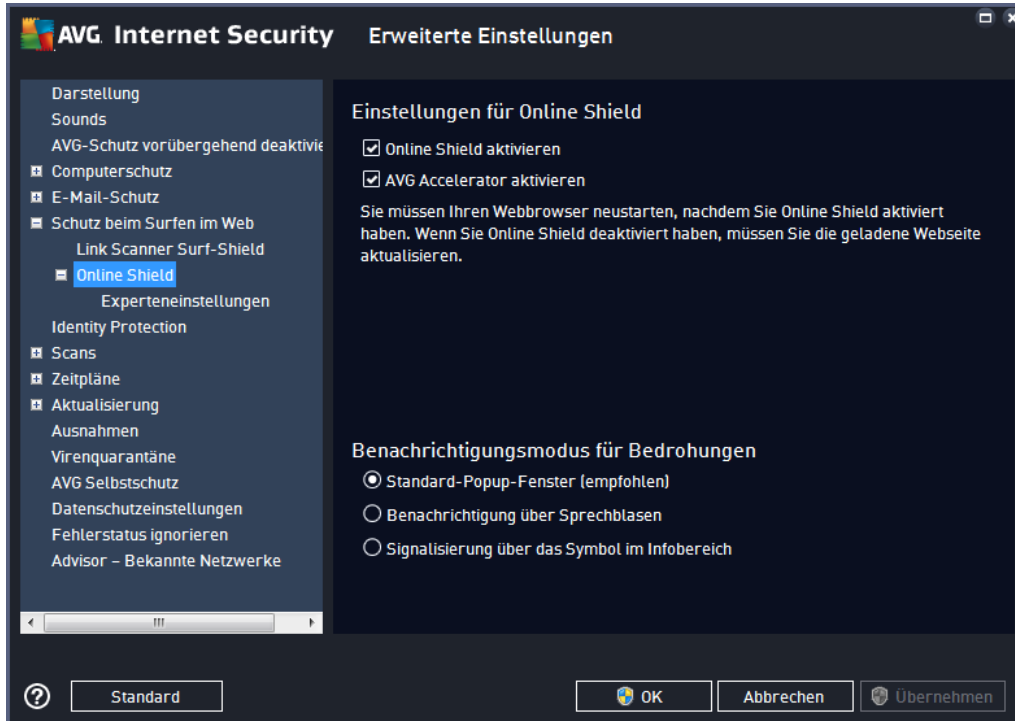 AVG Internet Security Erweiterte Einstellungen
Darstellung
Sounds
AVG-Schutz vorübergehend deaktivie
Computerschutz
E-Mail-Schutz
Schutz beim Surfen im Web
Link Scanner Surf-Shield
Online Shield
Experteneinstellungen
Identity Protection
Scans
Zeitpläne
Aktualisierung
Ausnahmen
Virenquarantäne
AVG Selbstschutz
Datenschutzeinstellungen
Fehlerstatus ignorieren
Advisor – Bekannte Netzwerke
Einstellungen für Online Shield
Online Shield aktivieren
AVG Accelerator aktivieren
Sie müssen Ihren Webbrowser neustarten, nachdem Sie Online Shield aktiviert
haben. Wenn Sie Online Shield deaktiviert haben, müssen Sie die geladene Webseite
aktualisieren.
Benachrichtigungsmodus für Bedrohungen
Standard-Popup-Fenster (empfohlen)
Benachrichtigung über Sprechblasen
Signalisierung über das Symbol im Infobereich
Standard
OK
Abbrechen
Übernehmen